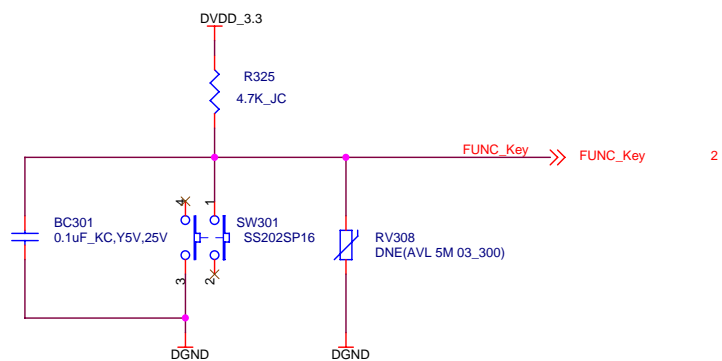 DVDD_3.3
R325
4.7K_JC
FUNC_Key
FUNC_Key
2
4
1
BC301
0.1uF_KC,Y5V,25V
SW301
SS202SP16
RV308
DNE(AVL 5M 03_300)
3
2
DGND
DGND